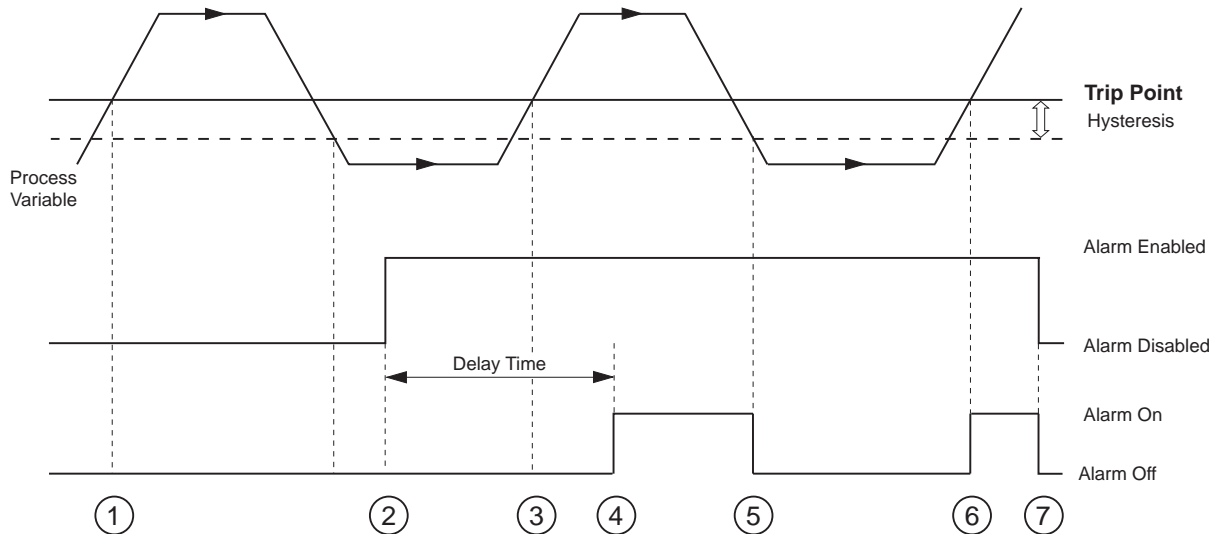 Trip Point
Hysteresis
Process
Variable
Alarm Enabled
Alarm Disabled
Delay Time
Alarm On
Alarm Off
1 2 3 4 5 6 7